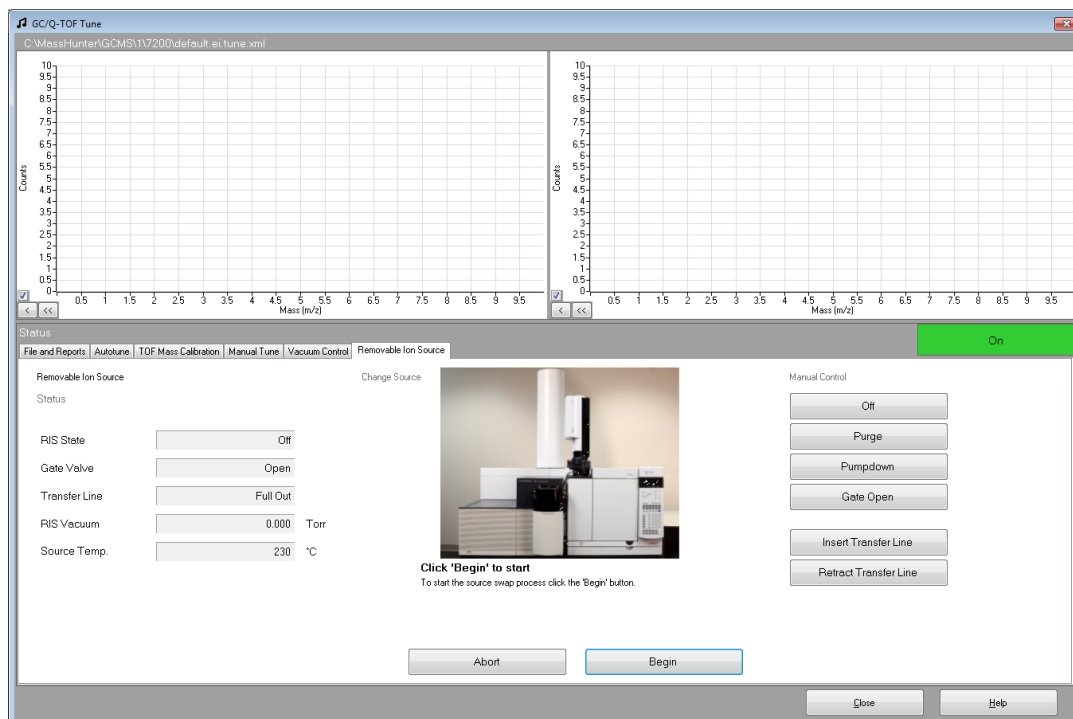 GC/Q-TOF Tune
C:\MassHunter\GCMS\1\7200\default.ei.tune.xml
10
9.5
9
8.5
8
7.5
7
6.5
6
5.5
5
4.5
4
3.5
3
2.5
2
1.5
1
0.5
0
Counts
< <<
0.5 1 1.5 2 2.5 3 3.5 4 4.5 5 5.5 6 6.5 7 7.5 8 8.5 9 9.5
Mass (m/z)
10
9.5
9
8.5
8
7.5
7
6.5
6
5.5
5
4.5
4
3.5
3
2.5
2
1.5
1
0.5
0
Counts
< <<
0.5 1 1.5 2 2.5 3 3.5 4 4.5 5 5.5 6 6.5 7 7.5 8 8.5 9 9.5
Mass (m/z)
Status
On
File and Reports Autotune TOF Mass Calibration Manual Tune Vacuum Control Removable Ion Source
Removable Ion Source
Status
RIS State Off
Gate Valve Open
Transfer Line Full Out
RIS Vacuum 0.000 Torr
Source Temp. 230 °C
Change Source
Click 'Begin' to start
To start the source swap process click the 'Begin' button.
Abort
Begin
Manual Control
Off
Purge
Pumpdown
Gate Open
Insert Transfer Line
Retract Transfer Line
Close
Help